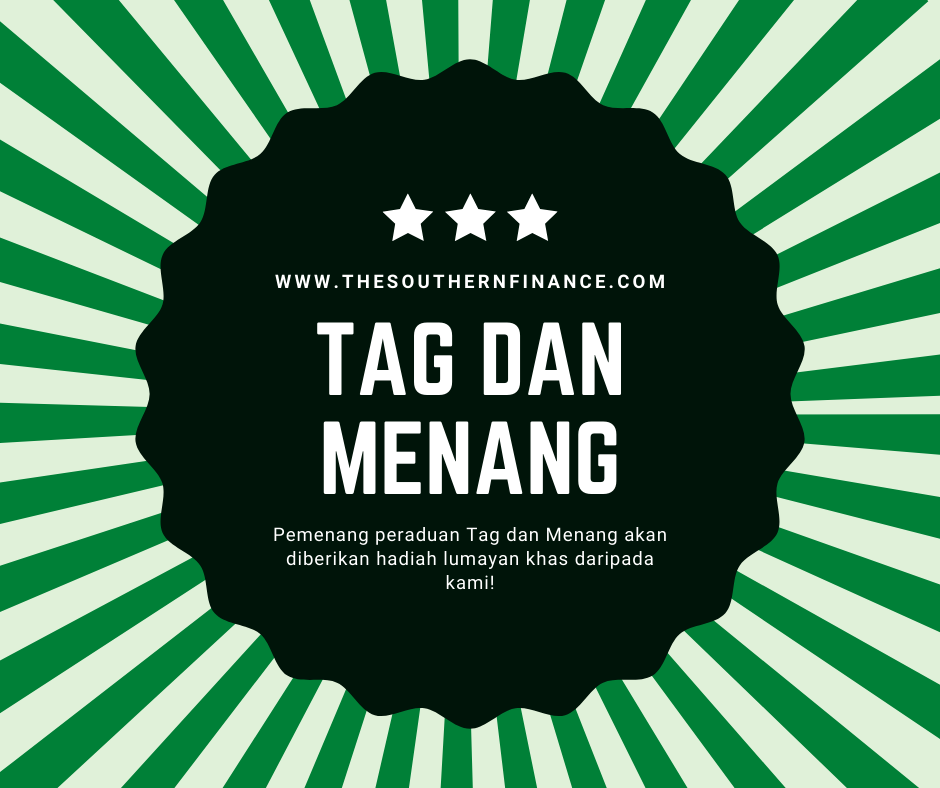 WWW.THESOUTHERNFINANCE.COM
TAG DAN
MENANG
Pemenang peraduan Tag dan Menang akan
diberikan hadiah lumayan khas daripada
kami!